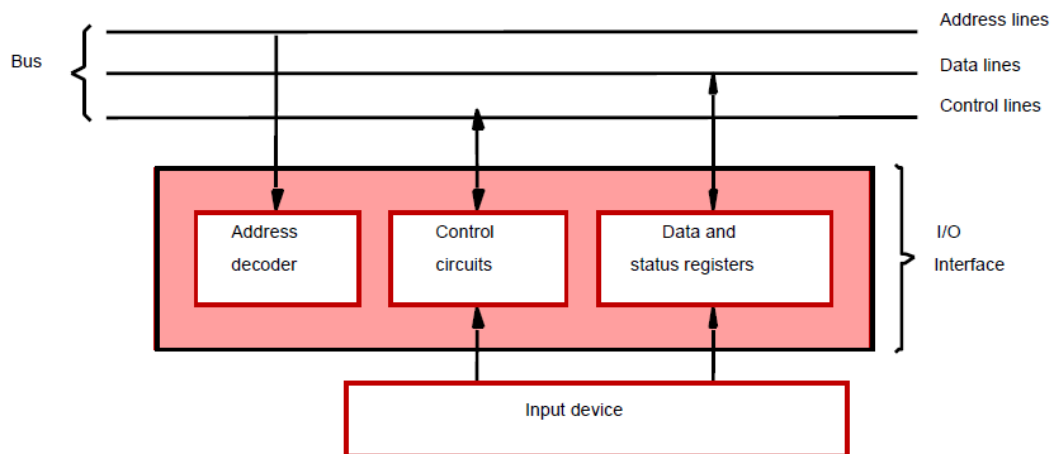 Address lines
Bus
Data lines
Control lines
Address
decoder
Control
circuits
Data and
status registers
I/O
Interface
Input device